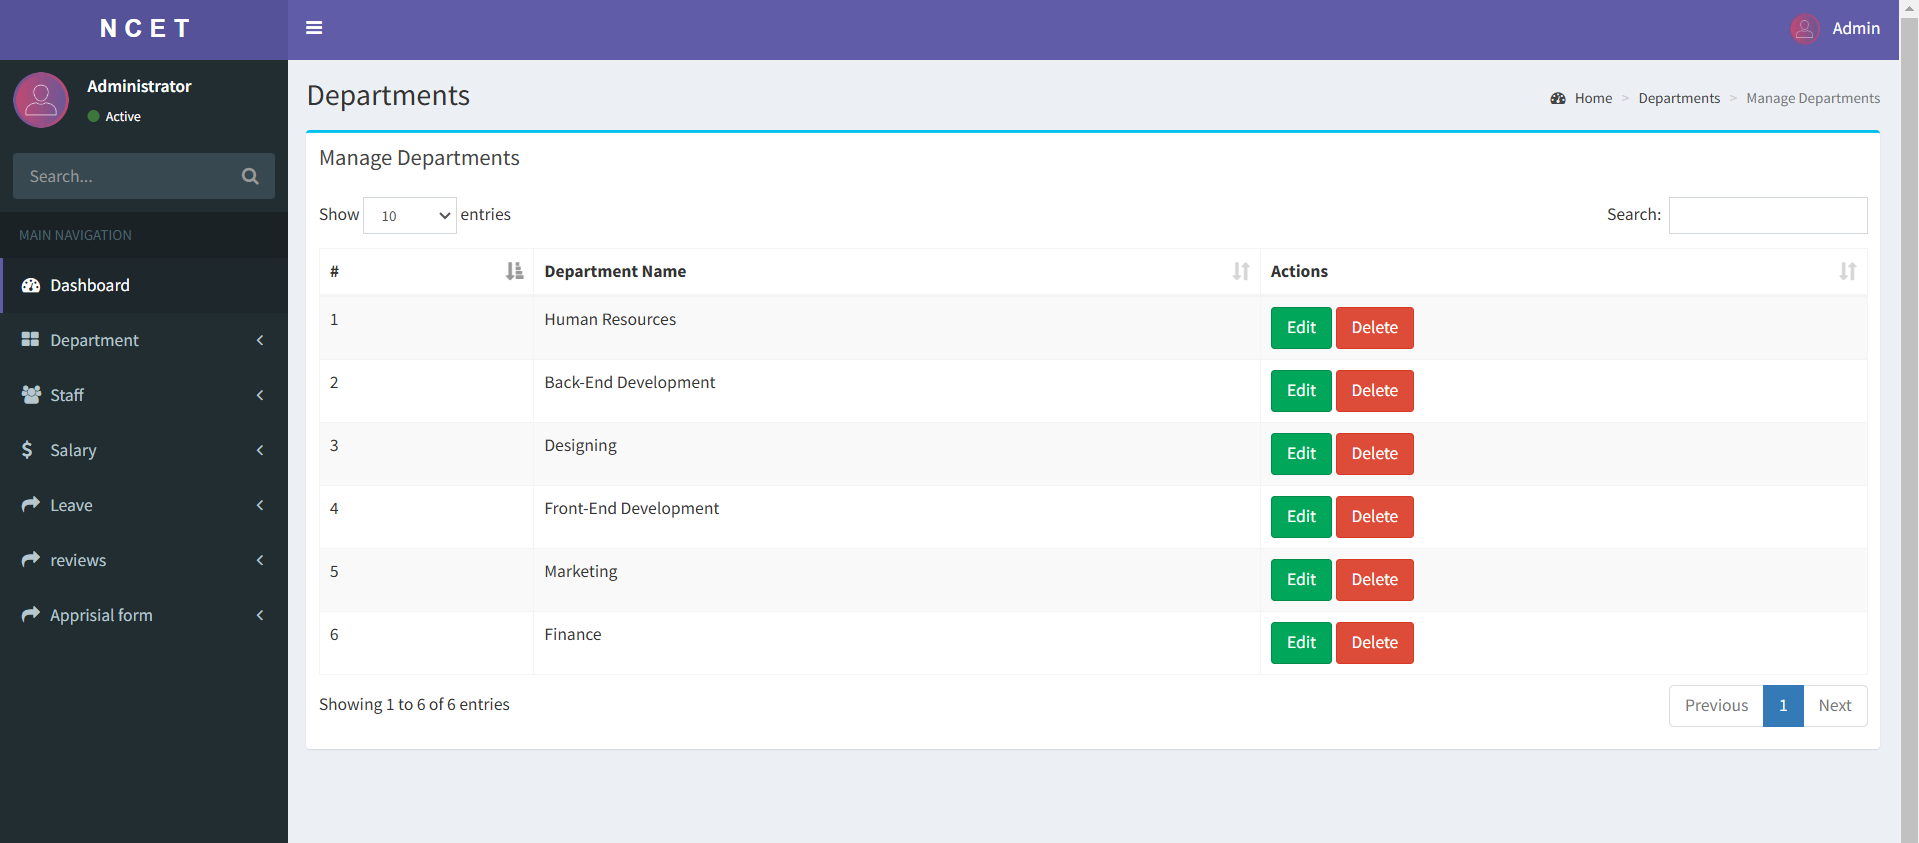 NCET
Admin
Administrator
Active
Search...
MAIN NAVIGATION
Dashboard
Department
Staff
Salary
Leave
reviews
Apprisial form
Departments
Home > Departments > Manage Departments
Manage Departments
Show 10 entries Search:
# Department Name Actions
1 Human Resources Edit Delete
2 Back-End Development Edit Delete
3 Designing Edit Delete
4 Front-End Development Edit Delete
5 Marketing Edit Delete
6 Finance Edit Delete
Showing 1 to 6 of 6 entries Previous 1 Next